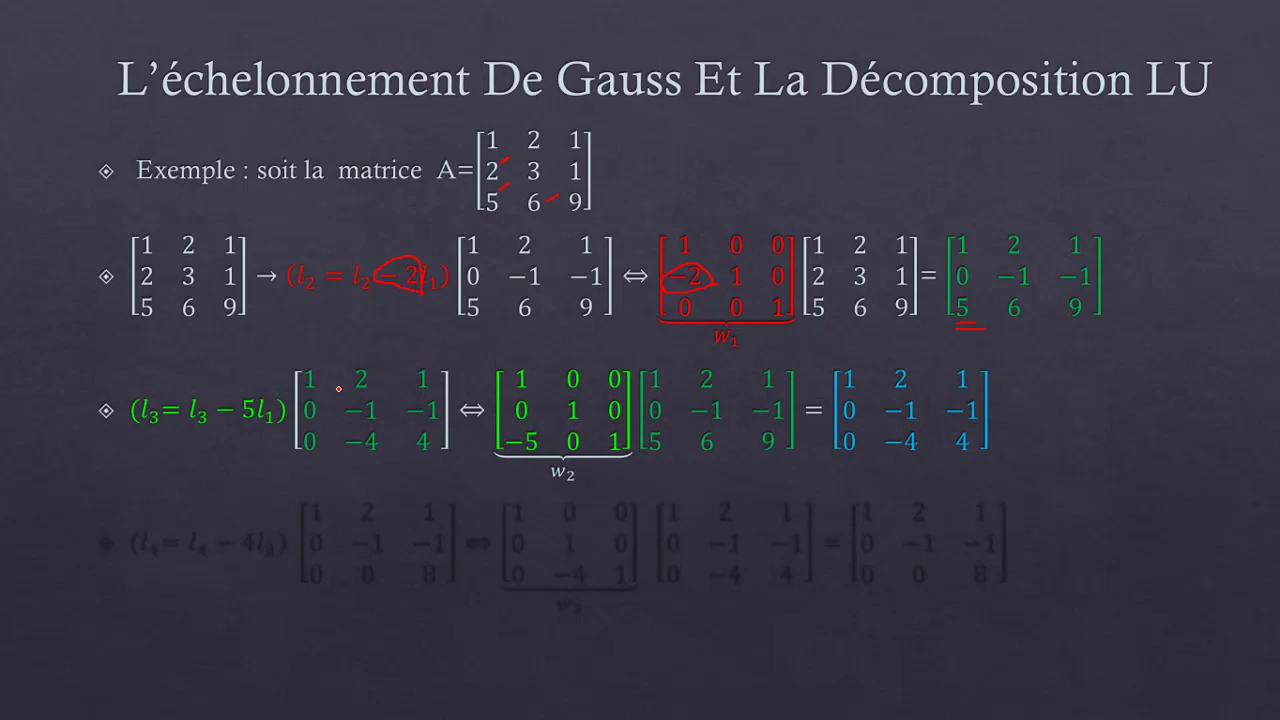 L'échelonnement De Gauss Et La Décomposition LU
Exemple : soit la matrice A= [1 2 1; 2 3 1; 5 6 9]
[1 2 1; 2 3 1; 5 6 9] → (l₂ = l₂ − 2l₁) [1 2 1; 0 −1 −1; 5 6 9] ⇔ [1 0 0; −2 1 0; 0 0 1] [1 2 1; 2 3 1; 5 6 9] = [1 2 1; 0 −1 −1; 5 6 9]
w₁
(l₃= l₃ − 5l₁) [1 2 1; 0 −1 −1; 0 −4 4] ⇔ [1 0 0; 0 1 0; −5 0 1] [1 2 1; 0 −1 −1; 5 6 9] = [1 2 1; 0 −1 −1; 0 −4 4]
w₂
[1 2 1; 0 −1 −1; 0 0 8] ⇔ [1 0 0; 0 1 0; 0 −4 1] [1 2 1; 0 −1 −1; 0 −4 4] = [1 2 1; 0 −1 −1; 0 0 8]